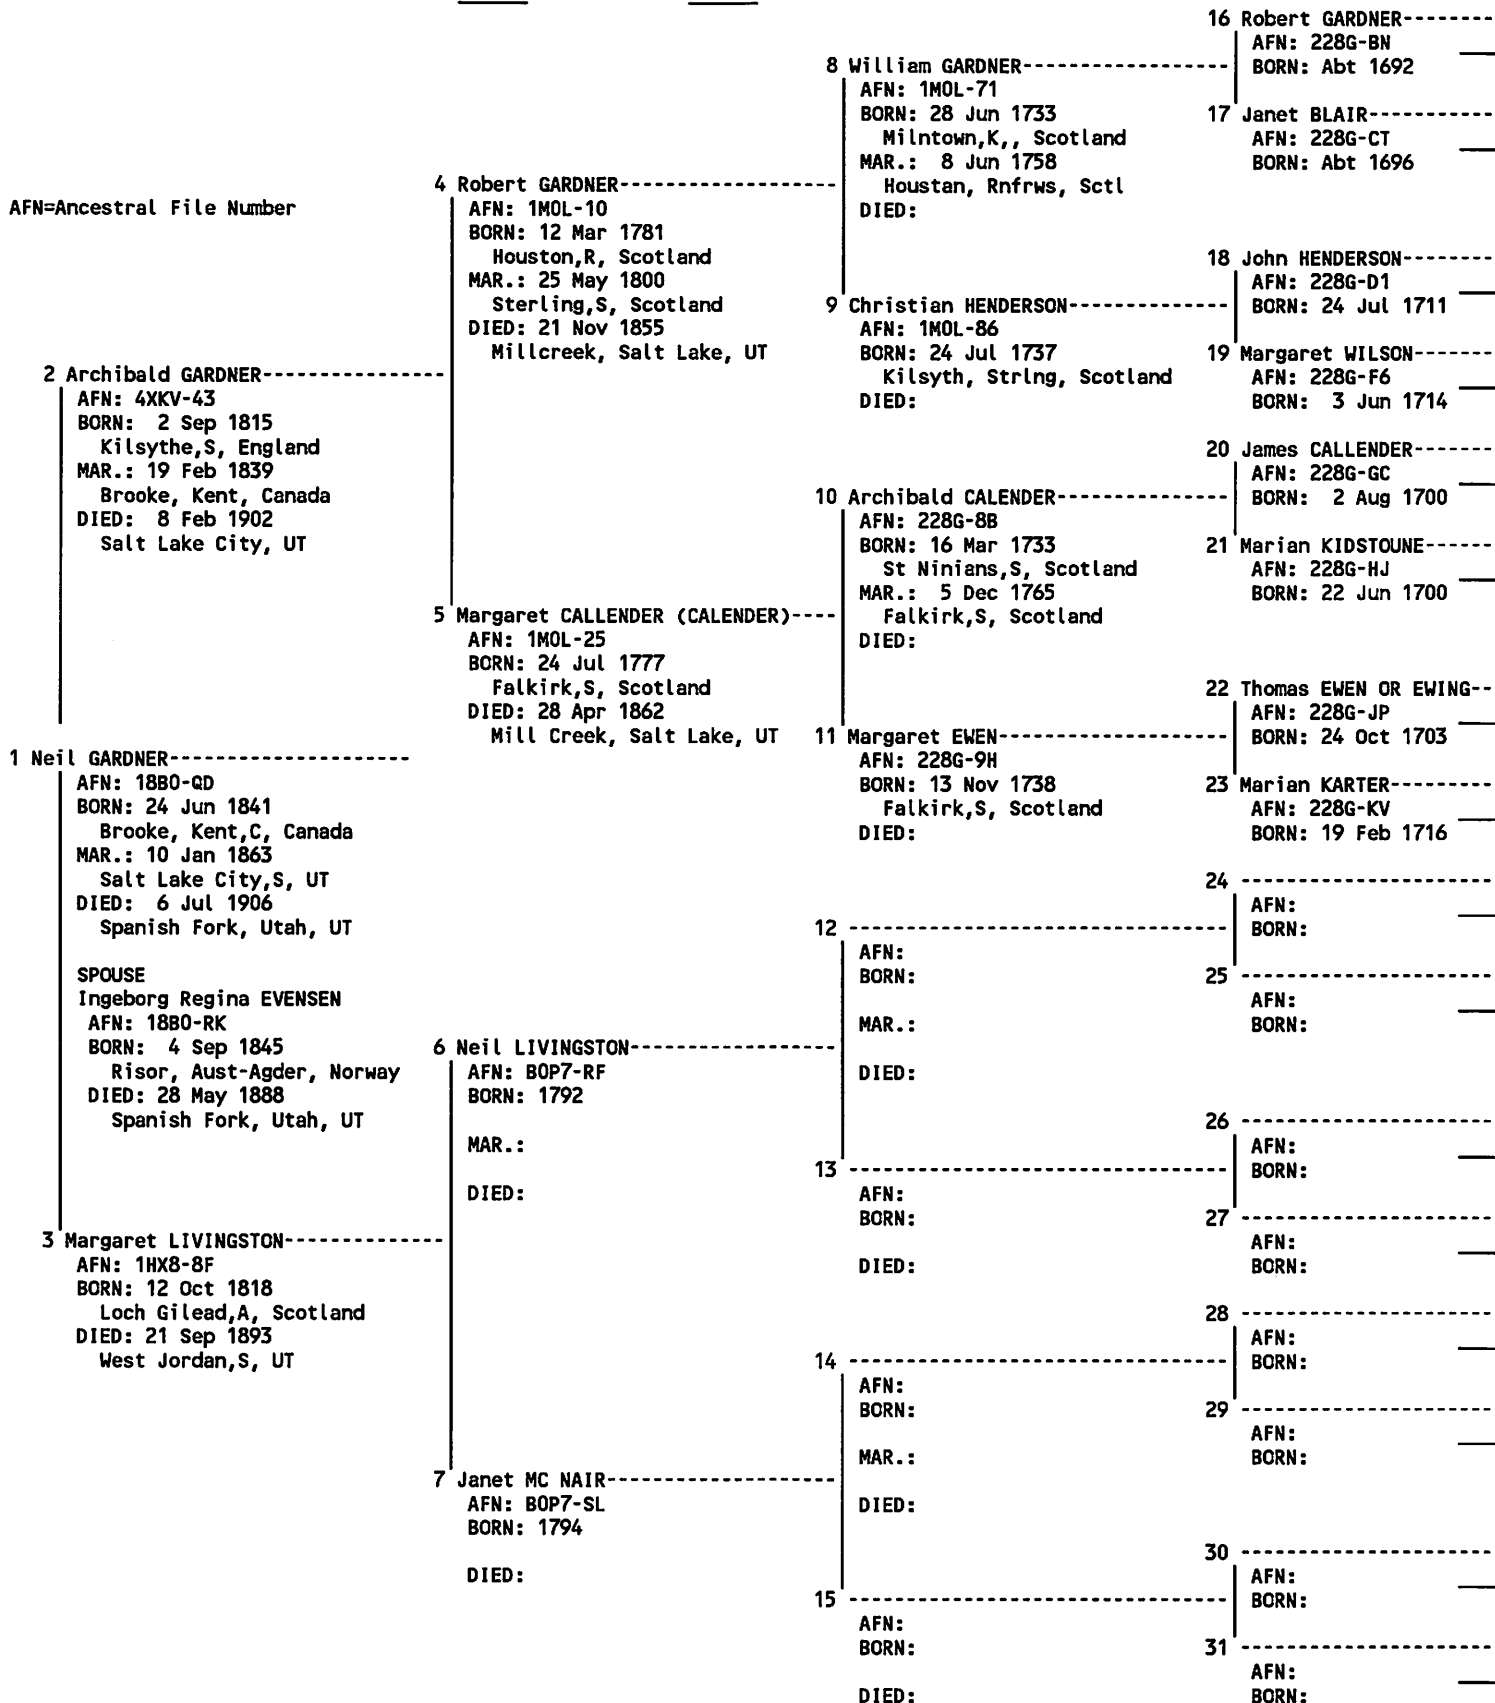 AFN=Ancestral File Number
1 Neil GARDNER--------------------
AFN: 18B0-QD
BORN: 24 Jun 1841
Brooke, Kent,C, Canada
MAR.: 10 Jan 1863
Salt Lake City,S, UT
DIED:  6 Jul 1906
Spanish Fork, Utah, UT
SPOUSE
Ingeborg Regina EVENSEN
AFN: 18B0-RK
BORN:  4 Sep 1845
Risor, Aust-Agder, Norway
DIED: 28 May 1888
Spanish Fork, Utah, UT
2 Archibald GARDNER---------------
AFN: 4XKV-43
BORN:  2 Sep 1815
Kilsythe,S, England
MAR.: 19 Feb 1839
Brooke, Kent, Canada
DIED:  8 Feb 1902
Salt Lake City, UT
3 Margaret LIVINGSTON-------------
AFN: 1HX8-8F
BORN: 12 Oct 1818
Loch Gilead,A, Scotland
DIED: 21 Sep 1893
West Jordan,S, UT
4 Robert GARDNER------------------
AFN: 1MOL-10
BORN: 12 Mar 1781
Houston,R, Scotland
MAR.: 25 May 1800
Sterling,S, Scotland
DIED: 21 Nov 1855
Millcreek, Salt Lake, UT
5 Margaret CALLENDER (CALENDER)----
AFN: 1MOL-25
BORN: 24 Jul 1777
Falkirk,S, Scotland
DIED: 28 Apr 1862
Mill Creek, Salt Lake, UT
6 Neil LIVINGSTON-----------------
AFN: BOP7-RF
BORN: 1792
MAR.:
DIED:
7 Janet MC NAIR-------------------
AFN: BOP7-SL
BORN: 1794
DIED:
8 William GARDNER-----------------
AFN: 1MOL-71
BORN: 28 Jun 1733
Milntown,K,, Scotland
MAR.:  8 Jun 1758
Houstan, Rnfrws, Sctl
DIED:
9 Christian HENDERSON-------------
AFN: 1MOL-86
BORN: 24 Jul 1737
Kilsyth, Strlng, Scotland
DIED:
10 Archibald CALENDER--------------
AFN: 228G-8B
BORN: 16 Mar 1733
St Ninians,S, Scotland
MAR.:  5 Dec 1765
Falkirk,S, Scotland
DIED:
11 Margaret EWEN-------------------
AFN: 228G-9H
BORN: 13 Nov 1738
Falkirk,S, Scotland
DIED:
12 --------------------------------
AFN:
BORN:
MAR.:
DIED:
13 --------------------------------
AFN:
BORN:
DIED:
14 --------------------------------
AFN:
BORN:
MAR.:
DIED:
15 --------------------------------
AFN:
BORN:
DIED:
16 Robert GARDNER--------
AFN: 228G-BN
BORN: Abt 1692
17 Janet BLAIR-----------
AFN: 228G-CT
BORN: Abt 1696
18 John HENDERSON--------
AFN: 228G-D1
BORN: 24 Jul 1711
19 Margaret WILSON-------
AFN: 228G-F6
BORN:  3 Jun 1714
20 James CALLENDER-------
AFN: 228G-GC
BORN:  2 Aug 1700
21 Marian KIDSTOUNE------
AFN: 228G-HJ
BORN: 22 Jun 1700
22 Thomas EWEN OR EWING--
AFN: 228G-JP
BORN: 24 Oct 1703
23 Marian KARTER---------
AFN: 228G-KV
BORN: 19 Feb 1716
24 ----------------------
AFN:
BORN:
25 ----------------------
AFN:
BORN:
26 ----------------------
AFN:
BORN:
27 ----------------------
AFN:
BORN:
28 ----------------------
AFN:
BORN:
29 ----------------------
AFN:
BORN:
30 ----------------------
AFN:
BORN:
31 ----------------------
AFN:
BORN: